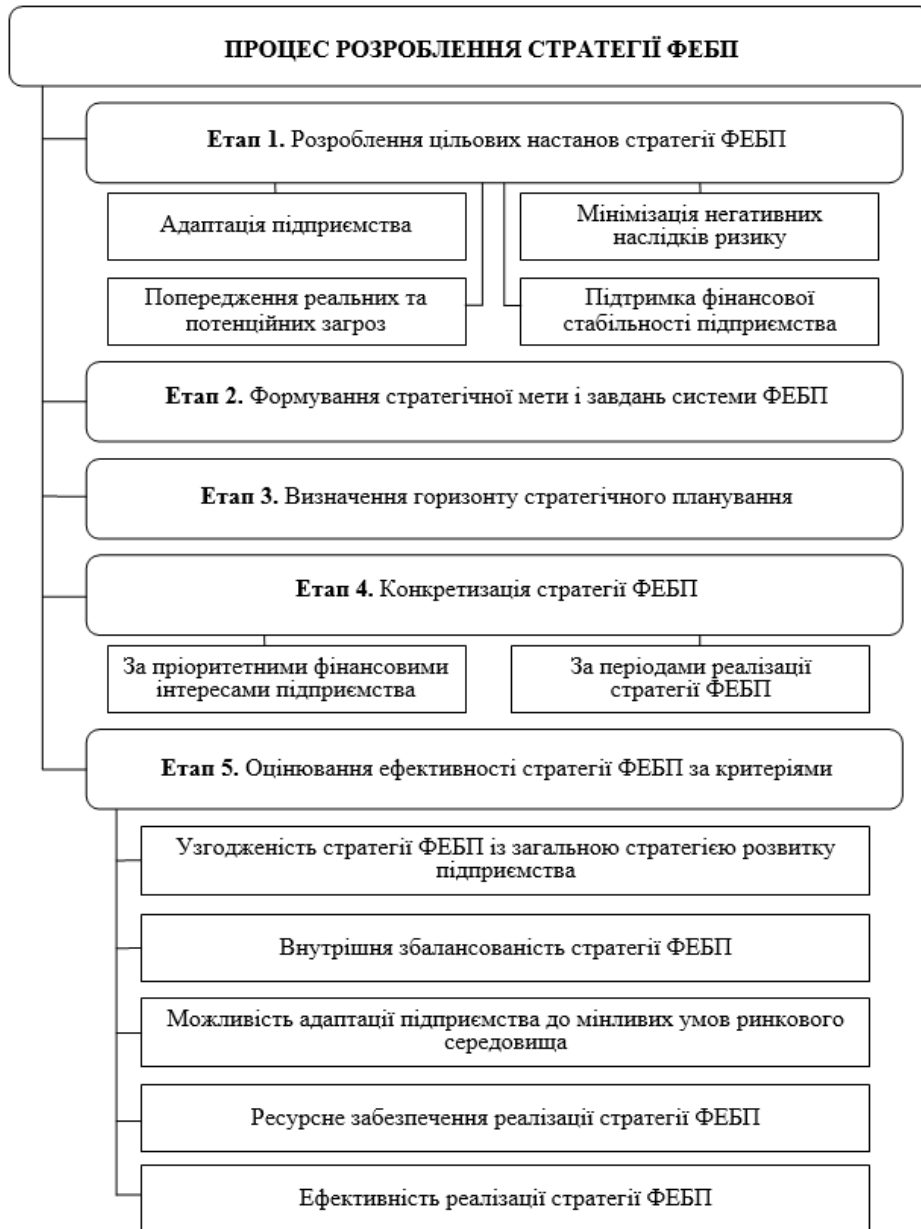 ПРОЦЕС РОЗРОБЛЕННЯ СТРАТЕГІЇ ФЕБП
Етап 1. Розроблення цільових настанов стратегії ФЕБП
Адаптація підприємства
Мінімізація негативних
наслідків ризику
Попередження реальних та
потенційних загроз
Підтримка фінансової
стабільності підприємства
Етап 2. Формування стратегічної мети і завдань системи ФЕБП
Етап 3. Визначення горизонту стратегічного планування
Етап 4. Конкретизація стратегії ФЕБП
За пріоритетними фінансовими
інтересами підприємства
За періодами реалізації
стратегії ФЕБП
Етап 5. Оцінювання ефективності стратегії ФЕБП за критеріями
Узгодженість стратегії ФЕБП із загальною стратегією розвитку
підприємства
Внутрішня збалансованість стратегії ФЕБП
Можливість адаптації підприємства до мінливих умов ринкового
середовища
Ресурсне забезпечення реалізації стратегії ФЕБП
Ефективність реалізації стратегії ФЕБП